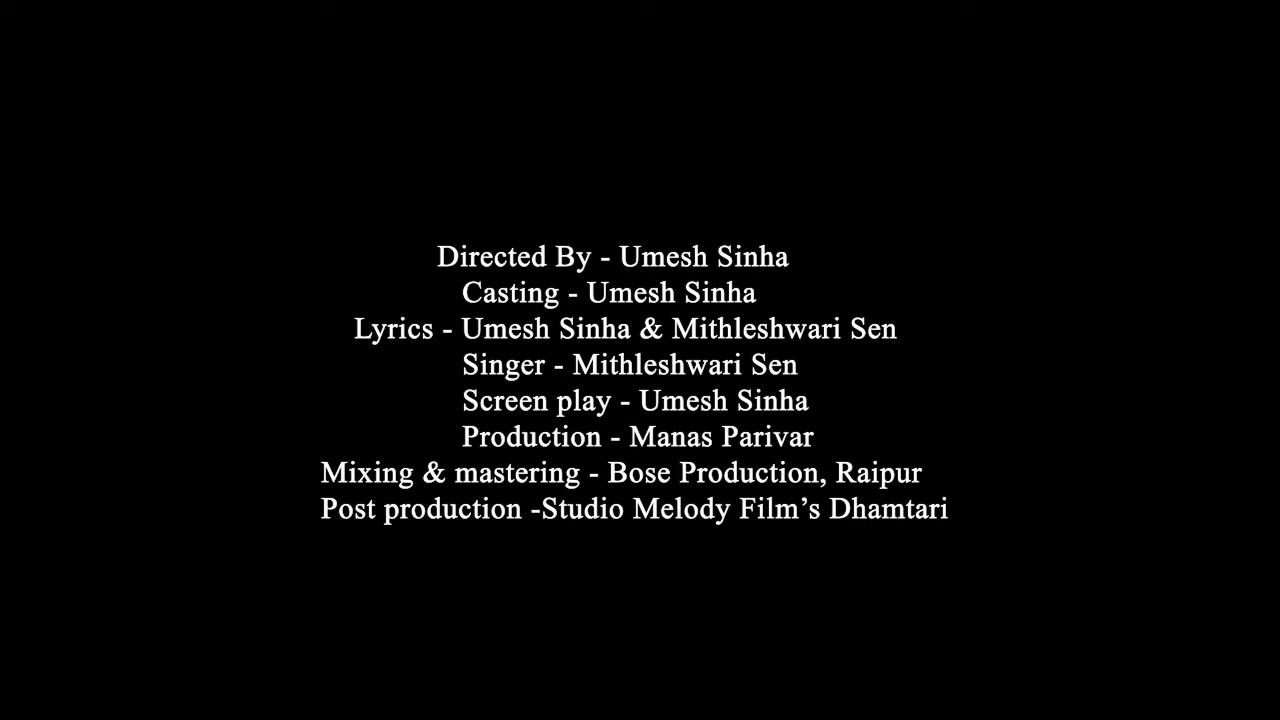 Directed By - Umesh Sinha
Casting - Umesh Sinha
Lyrics - Umesh Sinha & Mithleshwari Sen
Singer - Mithleshwari Sen
Screen play - Umesh Sinha
Production - Manas Parivar
Mixing & mastering - Bose Production, Raipur
Post production -Studio Melody Film’s Dhamtari